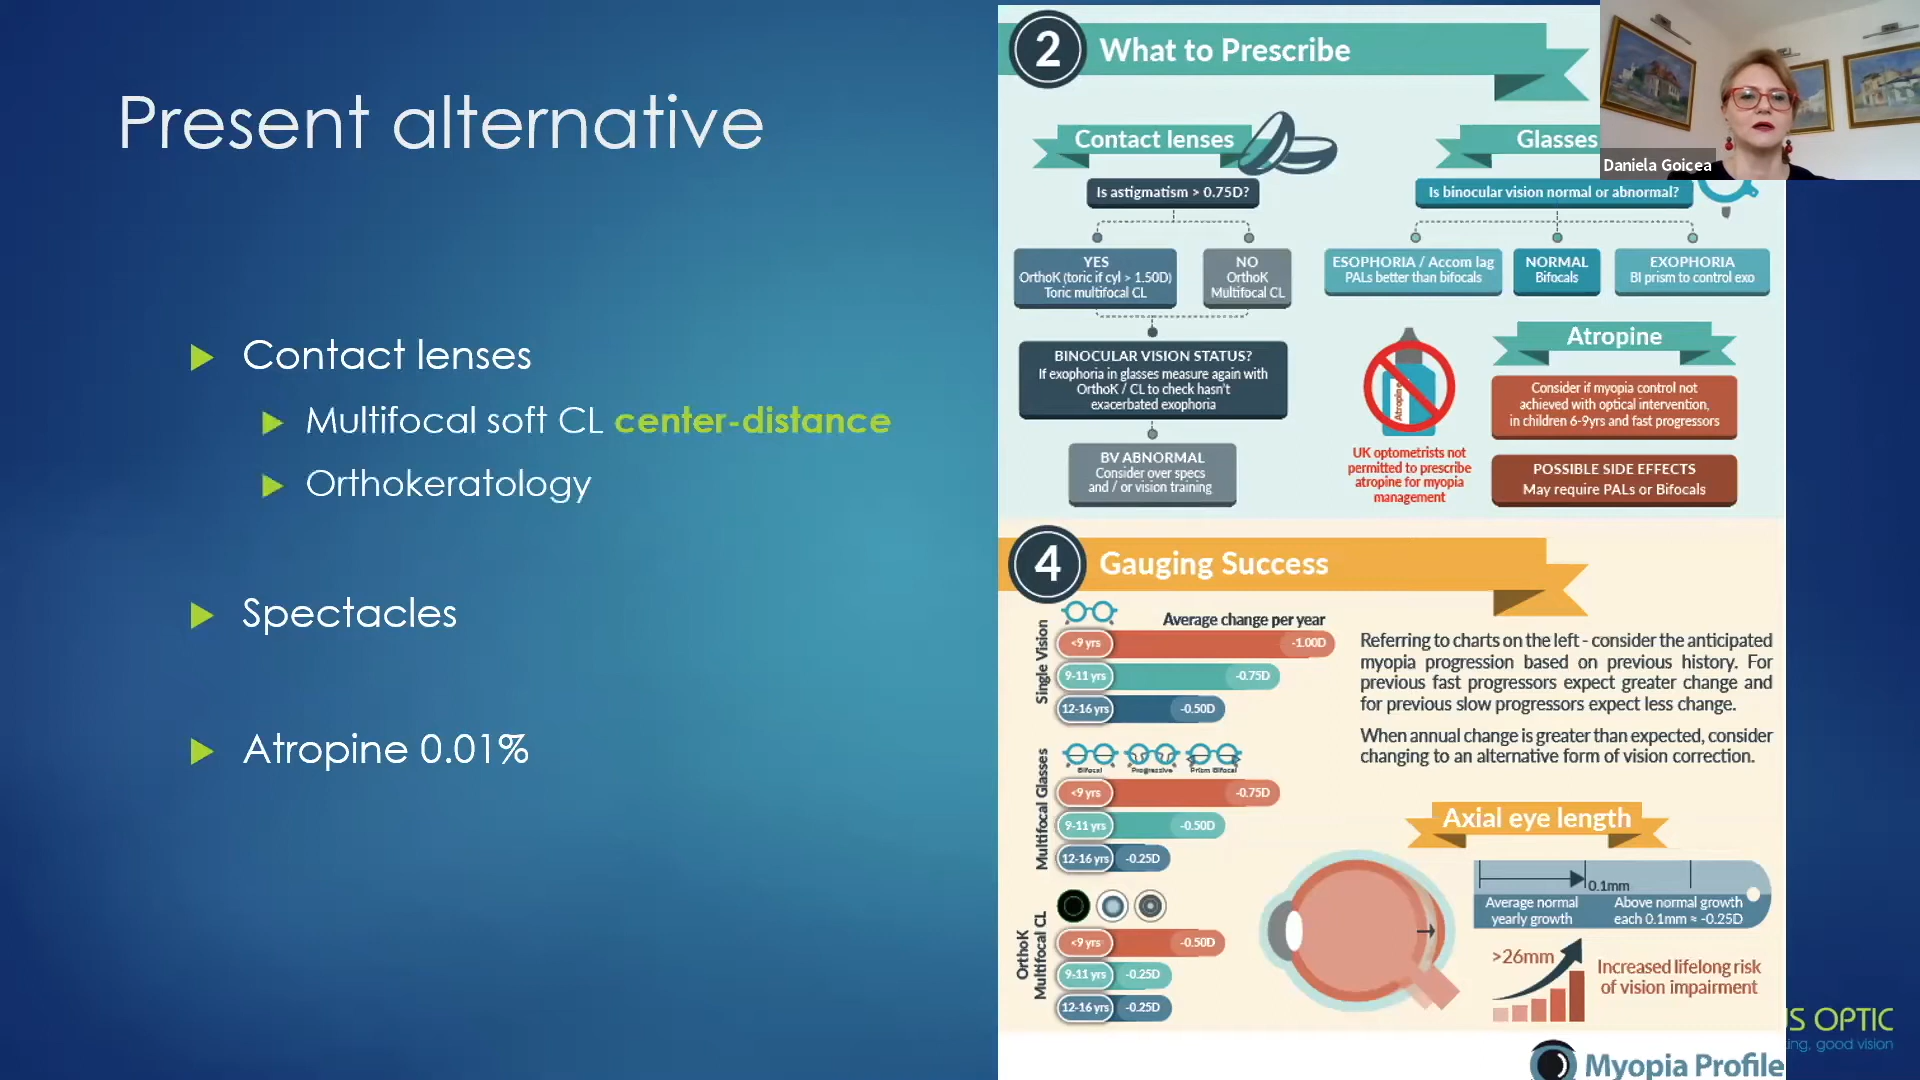 Present alternative
Contact lenses
Multifocal soft CL center-distance
Orthokeratology
Spectacles
Atropine 0.01%
2 What to Prescribe
Contact lenses
Is astigmatism > 0.75D?
YES
OrthoK (toric if cyl > 1.50D)
Toric multifocal CL
NO
OrthoK
Multifocal CL
BINOCULAR VISION STATUS?
If exophoria in glasses measure again with
OrthoK / CL to check hasn't
exacerbated exophoria
BV ABNORMAL
Consider over specs
and / or vision training
Glasses
Is binocular vision normal or abnormal?
ESOPHORIA / Accom lag
PALs better than bifocals
NORMAL
Bifocals
EXOPHORIA
BI prism to control exo
Atropine
UK optometrists not
permitted to prescribe
atropine for myopia
management
Atropine
Consider if myopia control not
achieved with optical intervention,
in children 6-9yrs and fast progressors
POSSIBLE SIDE EFFECTS
May require PALs or Bifocals
4 Gauging Success
Average change per year
Single Vision
<9 yrs -1.00D
9-11 yrs -0.75D
12-16 yrs -0.50D
Multifocal Glasses
Bifocal Progressive Prism Bifocal
<9 yrs -0.75D
9-11 yrs -0.50D
12-16 yrs -0.25D
OrthoK
Multifocal CL
<9 yrs -0.50D
9-11 yrs -0.25D
12-16 yrs -0.25D
Referring to charts on the left - consider the anticipated
myopia progression based on previous history. For
previous fast progressors expect greater change and
for previous slow progressors expect less change.
When annual change is greater than expected, consider
changing to an alternative form of vision correction.
Axial eye length
0.1mm
Average normal
yearly growth
Above normal growth
each 0.1mm ≈ -0.25D
>26mm
Increased lifelong risk
of vision impairment
Myopia Profile
Daniela Goicea
OPTIC
good vision